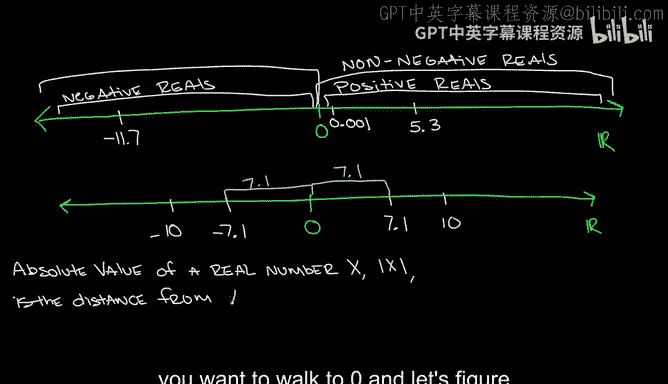 GPT中英字幕课程资源@bilibili.com
GPT中英字幕课程资源 bilibili
NON-NEGATIVE REALS
NEGATIVE REALS
POSITIVE REALS
-11.7
0
0.001
5.3
ℝ
7.1
7.1
-10
-7.1
0
7.1
10
ℝ
ABSOLUTE VALUE OF A REAL NUMBER X, |X|,
is the DISTANCE from
you want to walk to 0 and let's figure